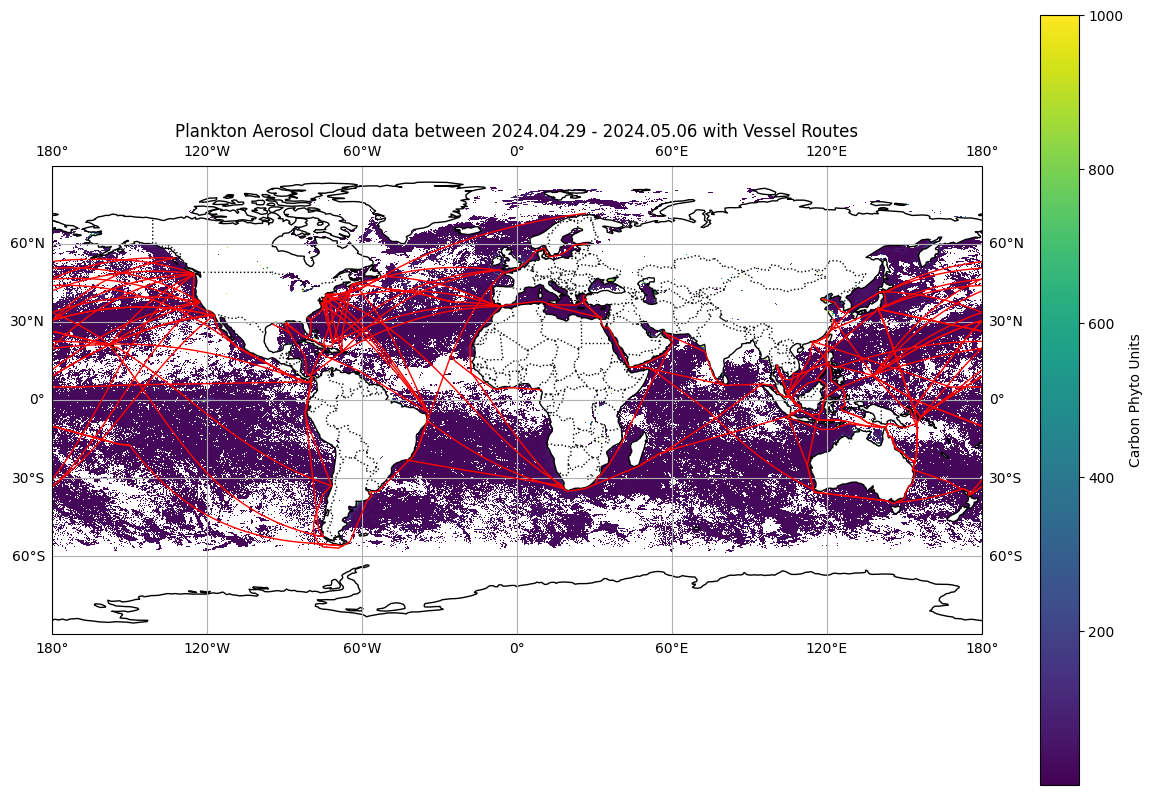 Plankton Aerosol Cloud data between 2024.04.29 - 2024.05.06 with Vessel Routes
180° 120°W 60°W 0° 60°E 120°E 180°
60°N 60°N
30°N 30°N
0° 0°
30°S 30°S
60°S 60°S
180° 120°W 60°W 0° 60°E 120°E 180°
1000
800
600
400
200
Carbon Phyto Units